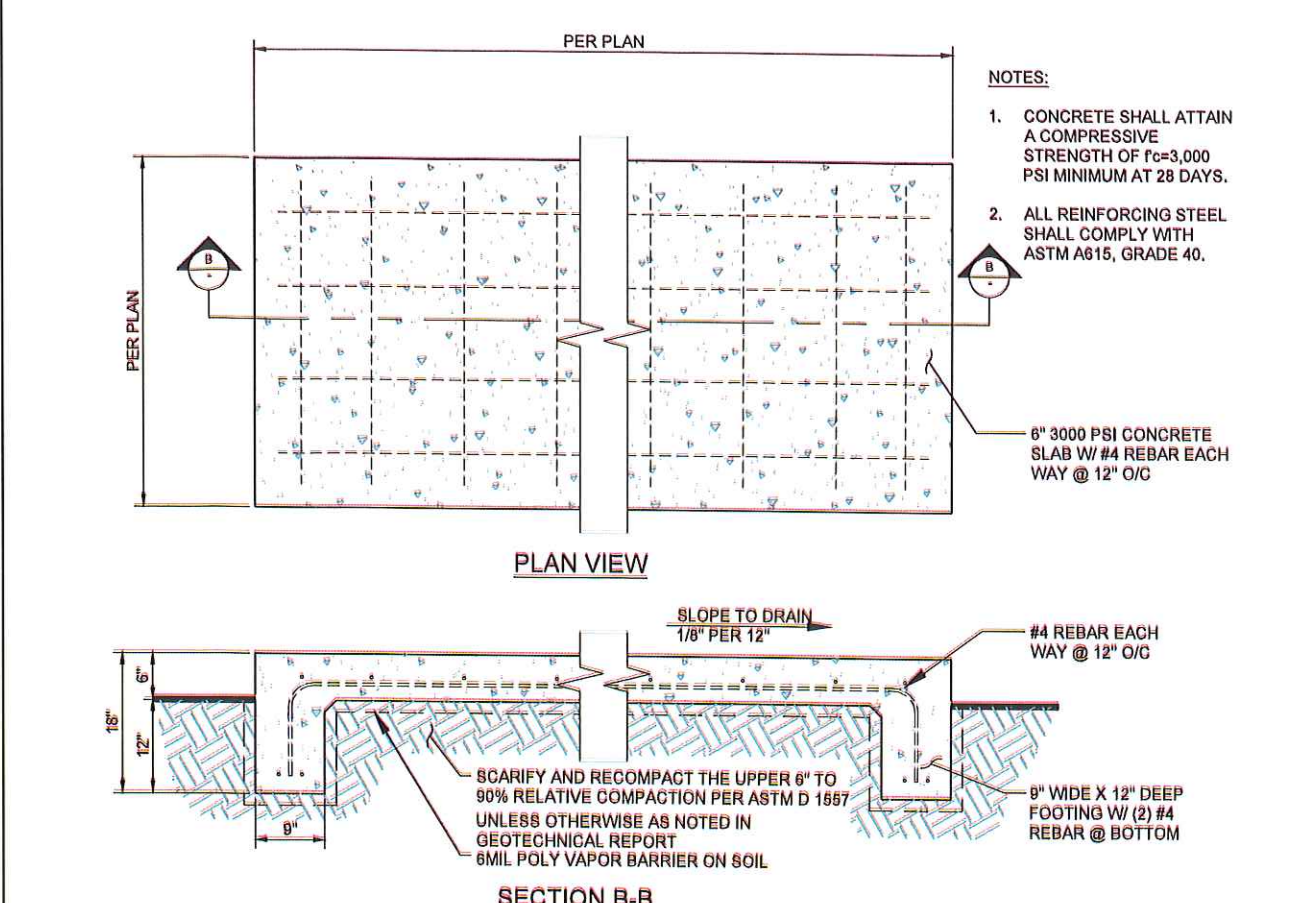 PER PLAN
NOTES:
1. CONCRETE SHALL ATTAIN
A COMPRESSIVE
STRENGTH OF f'c=3,000
PSI MINIMUM AT 28 DAYS.
2. ALL REINFORCING STEEL
SHALL COMPLY WITH
ASTM A615, GRADE 40.
B
-
B
-
PER PLAN
6" 3000 PSI CONCRETE
SLAB W/ #4 REBAR EACH
WAY @ 12" O/C
PLAN VIEW
SLOPE TO DRAIN
1/8" PER 12"
#4 REBAR EACH
WAY @ 12" O/C
6"
18"
12"
9"
SCARIFY AND RECOMPACT THE UPPER 6" TO
90% RELATIVE COMPACTION PER ASTM D 1557
UNLESS OTHERWISE AS NOTED IN
GEOTECHNICAL REPORT
6MIL POLY VAPOR BARRIER ON SOIL
9" WIDE X 12" DEEP
FOOTING W/ (2) #4
REBAR @ BOTTOM
SECTION B-B